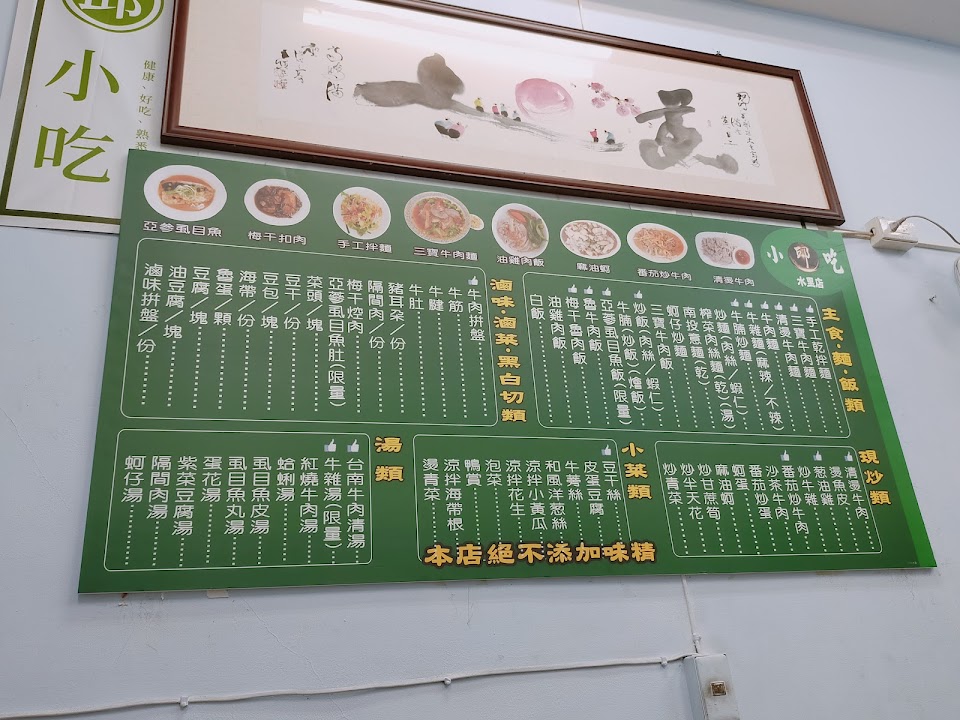 小吃
健康、好吃、熟悉
亞參虱目魚
梅干扣肉
手工拌麵
三寶牛肉麵
油雞肉飯
麻油蝦
番茄炒牛肉
清燙牛肉
小邱吃
水里店
主食·麵·飯類
手工乾拌麵
三寶牛肉麵
清燙牛肉麵
牛肉麵(麻辣/不辣)
牛雜麵
牛腩炒麵
炒麵(肉絲/蝦仁)
榨菜肉絲麵(乾)(湯)
南投意麵(乾)
蚵仔炒麵
三寶牛肉飯
炒飯(肉絲/蝦仁)
牛腩(炒飯)(燴飯)
亞參虱目魚飯(限量)
魯牛肉飯
梅干魯肉飯
油雞肉飯
白飯
滷味·滷菜·黑白切類
牛肉拼盤
牛筋
牛腱
牛肚
豬耳朵/份
隔間肉/份
梅干焢肉
亞參虱目魚肚(限量)
菜頭/塊
豆干/份
豆包/塊
海帶/份
魯蛋/顆
豆腐/塊
油豆腐/塊
滷味拼盤/份
現炒類
清燙牛肉
燙魚皮
蔥油雞
炒牛雜
番茄炒牛肉
沙茶牛肉
番茄炒蛋
蚵蛋
麻油蚵
炒甘蔗筍
炒半天花
炒青菜
小菜類
豆干絲
皮蛋豆腐
牛蒡絲
和風洋蔥絲
涼拌小黃瓜
涼拌花生
泡菜
鴨賞
涼拌海帶根
燙青菜
湯類
台南牛肉清湯
牛雜湯(限量)
紅燒牛肉湯
蛤蜊湯
虱目魚皮湯
虱目魚丸湯
蛋花湯
紫菜豆腐湯
隔間肉湯
蚵仔湯
本店絕不添加味精